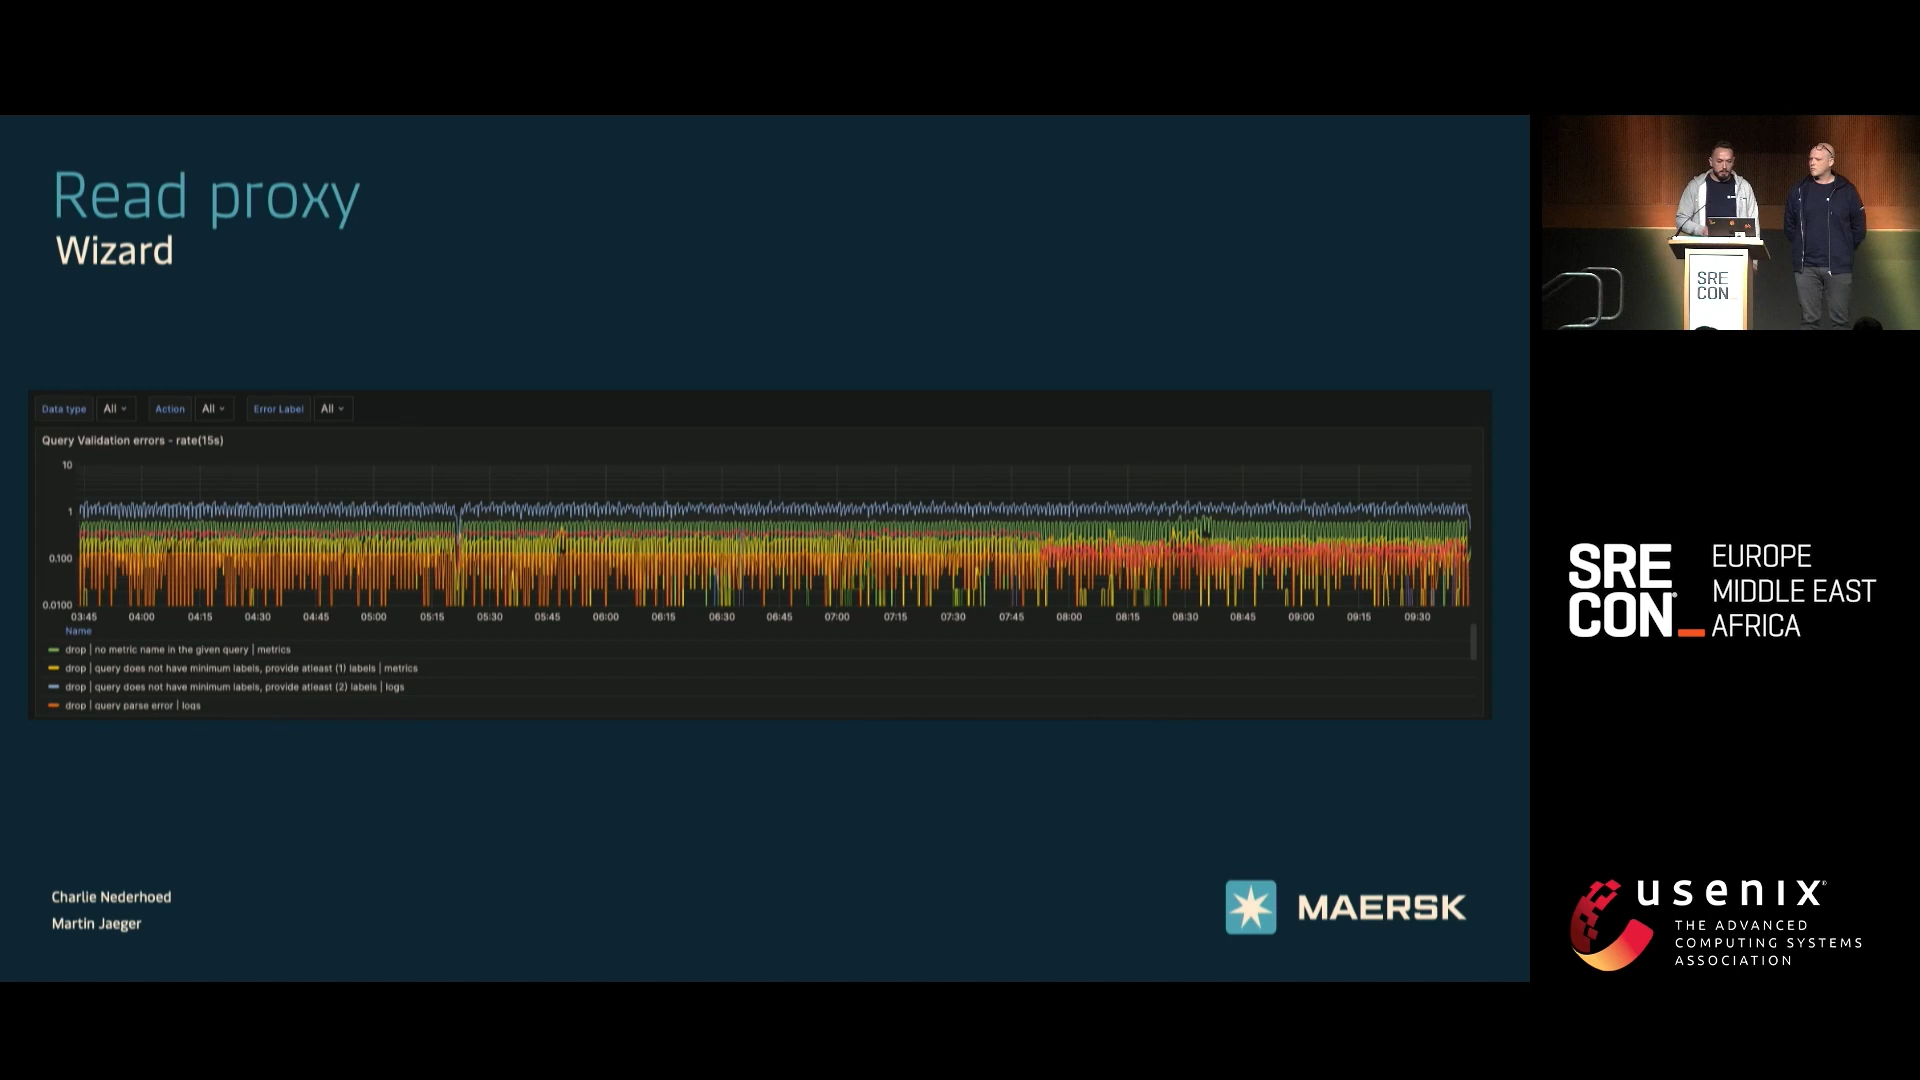 Read proxy
Wizard
Data type All Action All Error Label All
Query Validation errors - rate(15s)
10
1
0.100
0.0100
03:45 04:00 04:15 04:30 04:45 05:00 05:15 05:30 05:45 06:00 06:15 06:30 06:45 07:00 07:15 07:30 07:45 08:00 08:15 08:30 08:45 09:00 09:15 09:30
Name
drop | no metric name in the given query | metrics
drop | query does not have minimum labels, provide atleast (1) labels | metrics
drop | query does not have minimum labels, provide atleast (2) labels | logs
drop | query parse error | logs
Charlie Nederhoed
Martin Jaeger
MAERSK
SRE
CON_
SRE
CON_
EUROPE
MIDDLE EAST
AFRICA
usenix
THE ADVANCED
COMPUTING SYSTEMS
ASSOCIATION